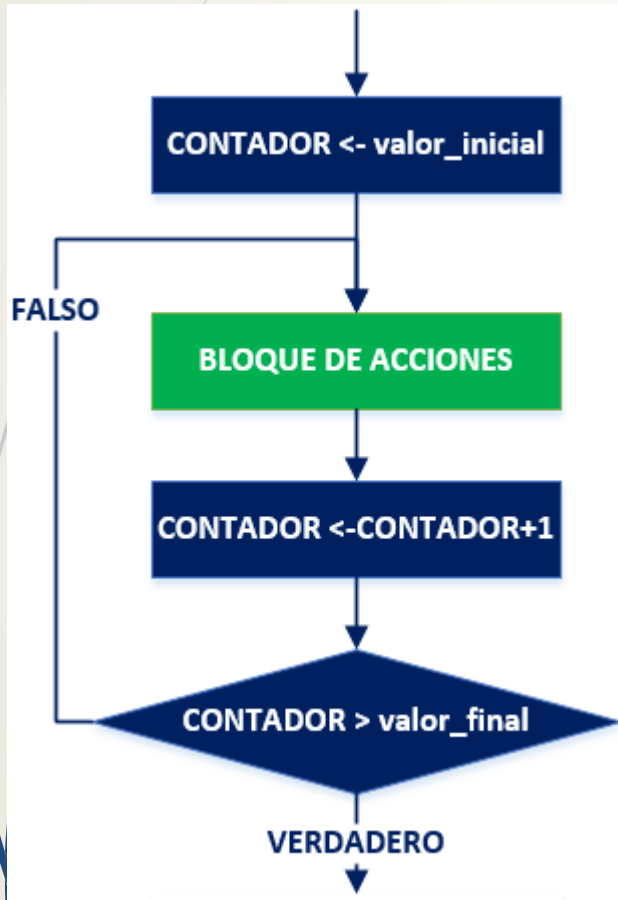 CONTADOR <- valor_inicial
FALSO
BLOQUE DE ACCIONES
CONTADOR <-CONTADOR+1
CONTADOR > valor_final
VERDADERO